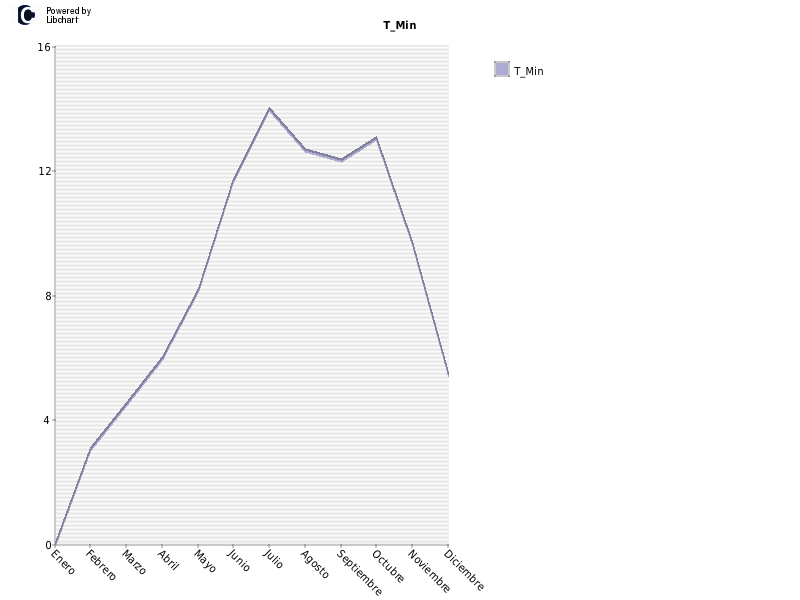 Powered by
Libchart
T_Min
T_Min
16
12
8
4
0
Enero
Febrero
Marzo
Abril
Mayo
Junio
Julio
Agosto
Septiembre
Octubre
Noviembre
Diciembre